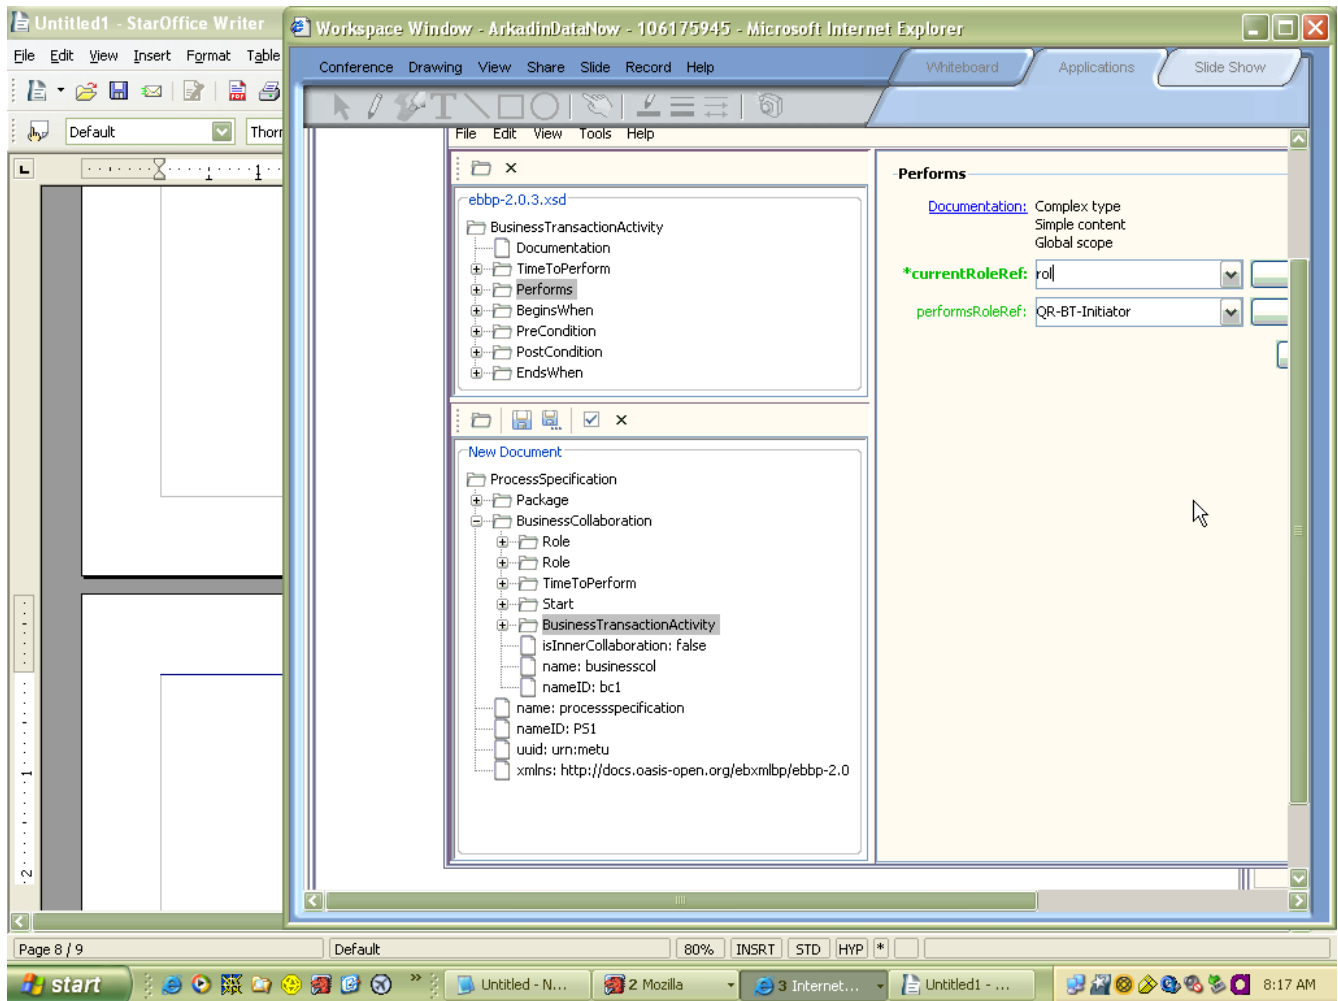 Untitled1 - StarOffice Writer
File Edit View Insert Format Table
Default
Thorn
Workspace Window - ArkadinDataNow - 106175945 - Microsoft Internet Explorer
Conference Drawing View Share Slide Record Help
Whiteboard
Applications
Slide Show
File Edit View Tools Help
ebbp-2.0.3.xsd
BusinessTransactionActivity
Documentation
TimeToPerform
Performs
BeginsWhen
PreCondition
PostCondition
EndsWhen
Performs
Documentation: Complex type
Simple content
Global scope
*currentRoleRef: rol
performsRoleRef: QR-BT-Initiator
New Document
ProcessSpecification
Package
BusinessCollaboration
Role
Role
TimeToPerform
Start
BusinessTransactionActivity
isInnerCollaboration: false
name: businesscol
nameID: bc1
name: processspecification
nameID: PS1
uuid: urn:metu
xmlns: http://docs.oasis-open.org/ebxmlbp/ebbp-2.0
Page 8 / 9
Default
80%
INSRT
STD
HYP
*
start
Untitled - N...
2 Mozilla
3 Internet...
Untitled1 - ...
8:17 AM